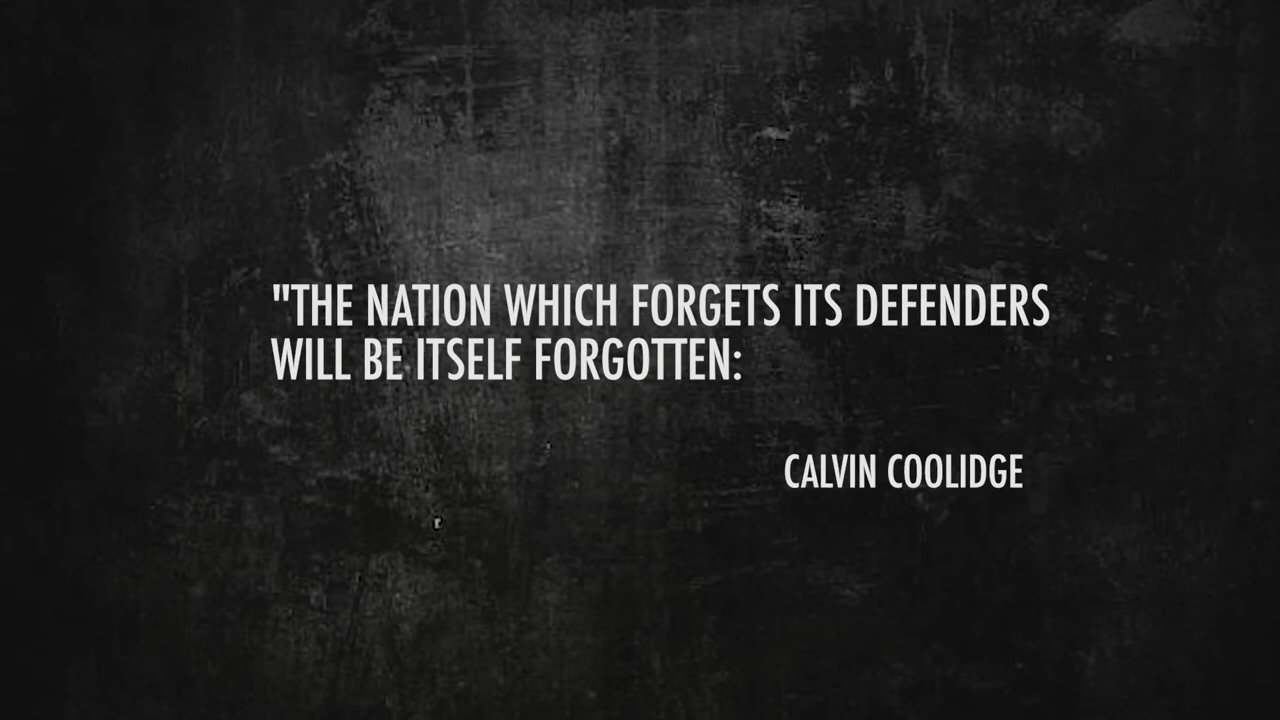 "THE NATION WHICH FORGETS ITS DEFENDERS
WILL BE ITSELF FORGOTTEN:
CALVIN COOLIDGE